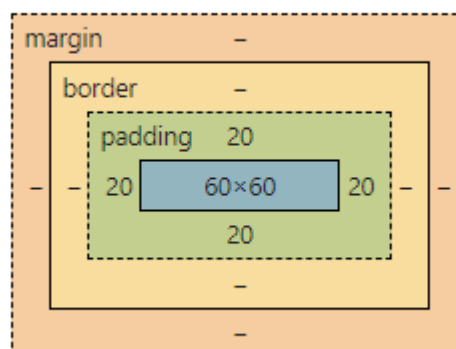 margin –
border –
padding 20
– – 20 60×60 20 – –
20
–
–